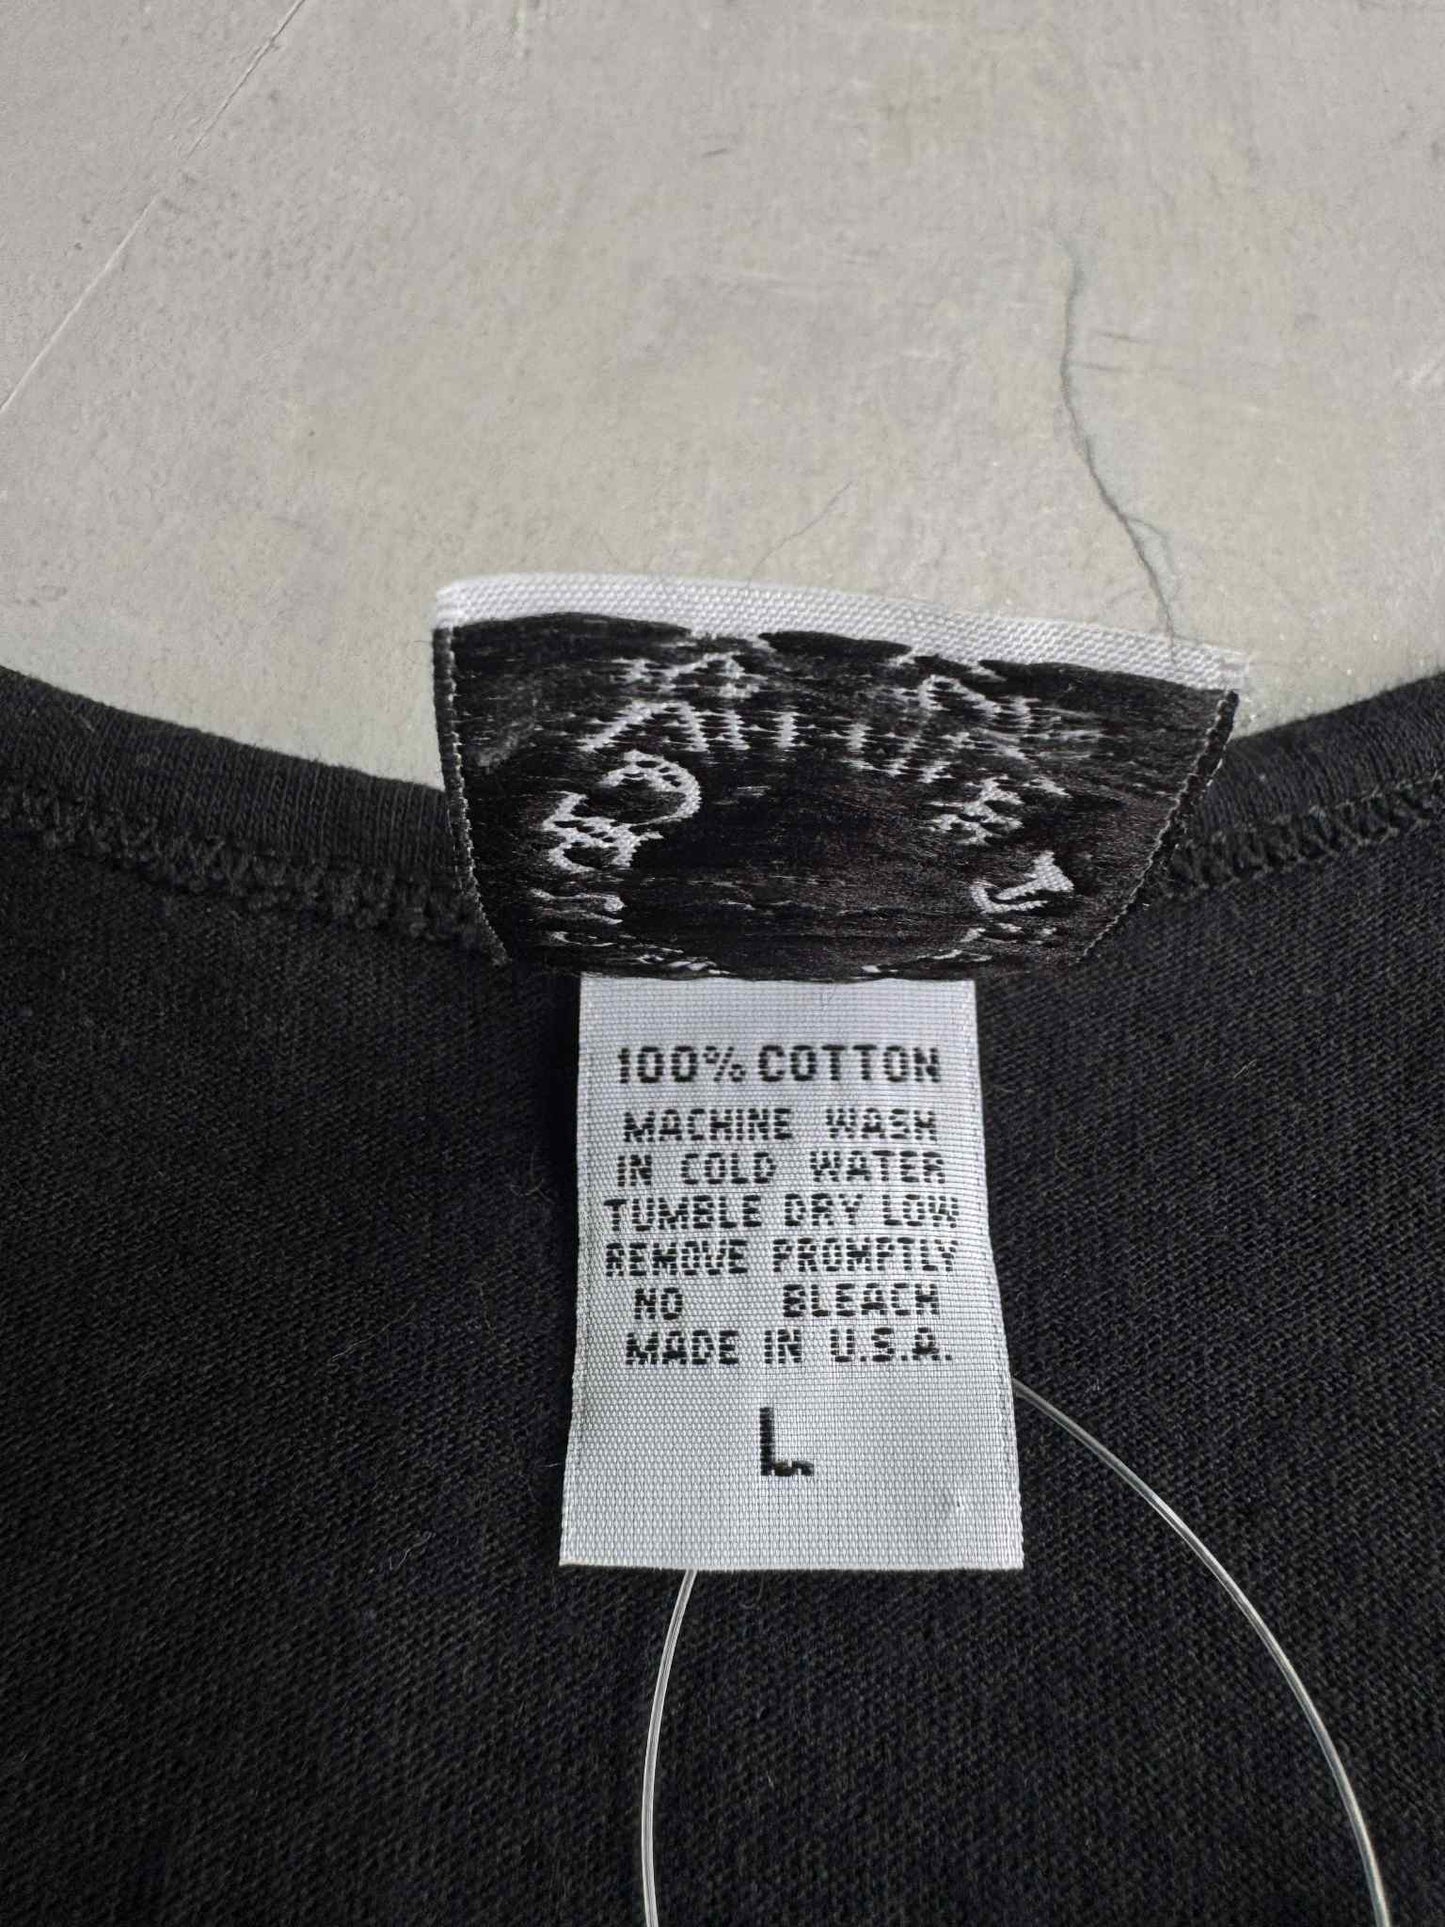 100% COTTON
MACHINE WASH
IN COLD WATER
TUMBLE DRY LOW
REMOVE PROMPTLY
NO BLEACH
MADE IN U.S.A.
L